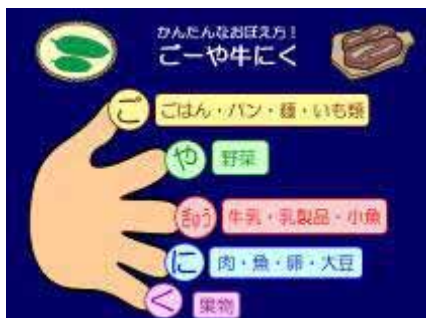 かんたんなおぼえ方!
ごーや牛にく
ご ごはん・パン・麺・いも類
や 野菜
ぎゅう 牛乳・乳製品・小魚
に 肉・魚・卵・大豆
く 果物